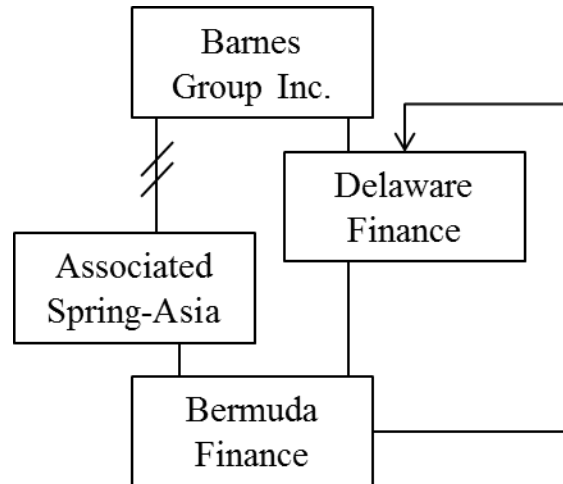 Barnes
Group Inc.
Delaware
Finance
Associated
Spring-Asia
Bermuda
Finance